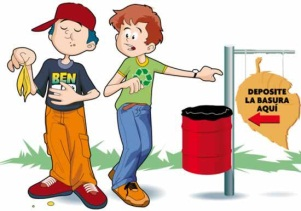 BEN
DEPOSITE
LA BASURA
AQUÍ